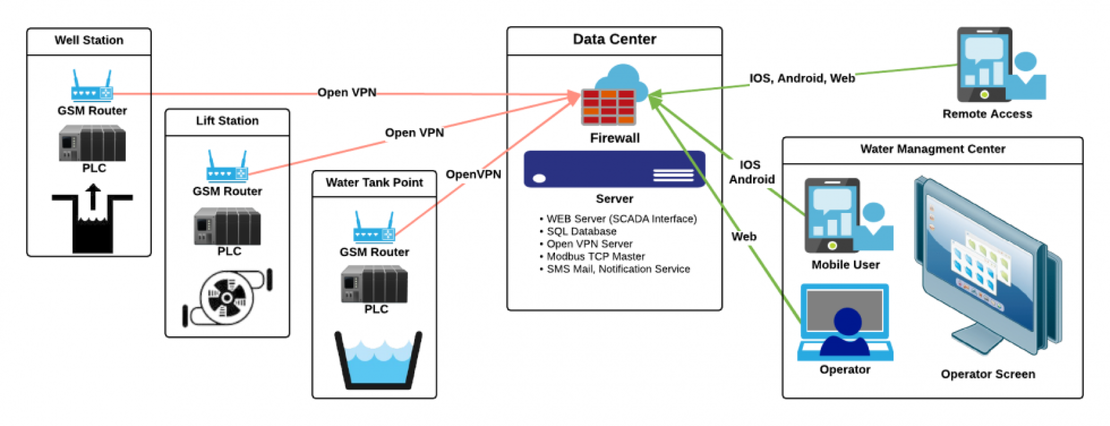 Well Station
GSM Router
PLC
Open VPN
Lift Station
GSM Router
PLC
Open VPN
Water Tank Point
GSM Router
PLC
OpenVPN
Data Center
Firewall
Server
• WEB Server (SCADA Interface)
• SQL Database
• Open VPN Server
• Modbus TCP Master
• SMS Mail, Notification Service
IOS, Android, Web
Remote Access
IOS
Android
Web
Water Managment Center
Mobile User
Operator
Operator Screen